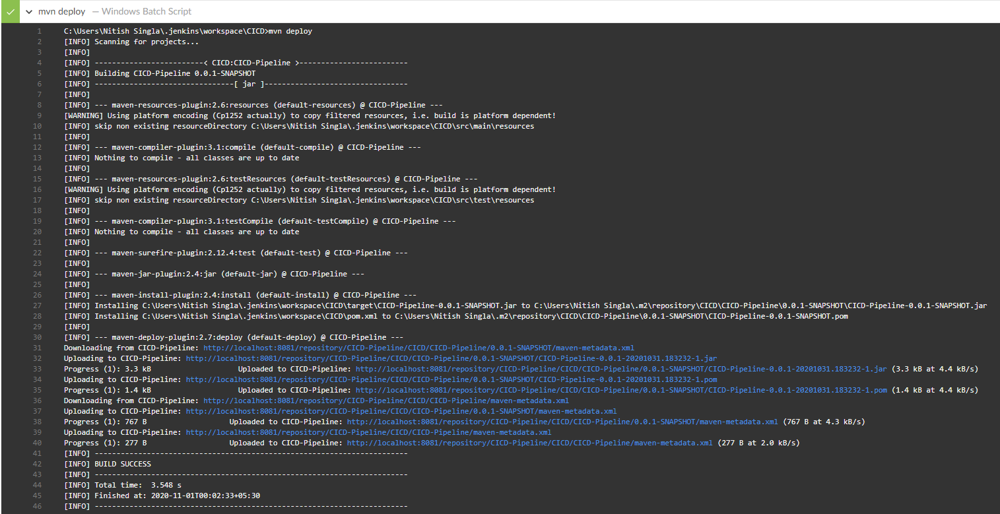 mvn deploy — Windows Batch Script
1 C:\Users\Nitish Singla\.jenkins\workspace\CICD>mvn deploy
2 [INFO] Scanning for projects...
3 [INFO]
4 [INFO] -------------------------< CICD:CICD-Pipeline >-------------------------
5 [INFO] Building CICD-Pipeline 0.0.1-SNAPSHOT
6 [INFO] --------------------------------[ jar ]---------------------------------
7 [INFO]
8 [INFO] --- maven-resources-plugin:2.6:resources (default-resources) @ CICD-Pipeline ---
9 [WARNING] Using platform encoding (Cp1252 actually) to copy filtered resources, i.e. build is platform dependent!
10 [INFO] skip non existing resourceDirectory C:\Users\Nitish Singla\.jenkins\workspace\CICD\src\main\resources
11 [INFO]
12 [INFO] --- maven-compiler-plugin:3.1:compile (default-compile) @ CICD-Pipeline ---
13 [INFO] Nothing to compile - all classes are up to date
14 [INFO]
15 [INFO] --- maven-resources-plugin:2.6:testResources (default-testResources) @ CICD-Pipeline ---
16 [WARNING] Using platform encoding (Cp1252 actually) to copy filtered resources, i.e. build is platform dependent!
17 [INFO] skip non existing resourceDirectory C:\Users\Nitish Singla\.jenkins\workspace\CICD\src\test\resources
18 [INFO]
19 [INFO] --- maven-compiler-plugin:3.1:testCompile (default-testCompile) @ CICD-Pipeline ---
20 [INFO] Nothing to compile - all classes are up to date
21 [INFO]
22 [INFO] --- maven-surefire-plugin:2.12.4:test (default-test) @ CICD-Pipeline ---
23 [INFO]
24 [INFO] --- maven-jar-plugin:2.4:jar (default-jar) @ CICD-Pipeline ---
25 [INFO]
26 [INFO] --- maven-install-plugin:2.4:install (default-install) @ CICD-Pipeline ---
27 [INFO] Installing C:\Users\Nitish Singla\.jenkins\workspace\CICD\target\CICD-Pipeline-0.0.1-SNAPSHOT.jar to C:\Users\Nitish Singla\.m2\repository\CICD\CICD-Pipeline\0.0.1-SNAPSHOT\CICD-Pipeline-0.0.1-SNAPSHOT.jar
28 [INFO] Installing C:\Users\Nitish Singla\.jenkins\workspace\CICD\pom.xml to C:\Users\Nitish Singla\.m2\repository\CICD\CICD-Pipeline\0.0.1-SNAPSHOT\CICD-Pipeline-0.0.1-SNAPSHOT.pom
29 [INFO]
30 [INFO] --- maven-deploy-plugin:2.7:deploy (default-deploy) @ CICD-Pipeline ---
31 Downloading from CICD-Pipeline: http://localhost:8081/repository/CICD-Pipeline/CICD/CICD-Pipeline/0.0.1-SNAPSHOT/maven-metadata.xml
32 Uploading to CICD-Pipeline: http://localhost:8081/repository/CICD-Pipeline/CICD/CICD-Pipeline/0.0.1-SNAPSHOT/CICD-Pipeline-0.0.1-20201031.183232-1.jar
33 Progress (1): 3.3 kB Uploaded to CICD-Pipeline: http://localhost:8081/repository/CICD-Pipeline/CICD/CICD-Pipeline/0.0.1-SNAPSHOT/CICD-Pipeline-0.0.1-20201031.183232-1.jar (3.3 kB at 4.4 kB/s)
34 Uploading to CICD-Pipeline: http://localhost:8081/repository/CICD-Pipeline/CICD/CICD-Pipeline/0.0.1-SNAPSHOT/CICD-Pipeline-0.0.1-20201031.183232-1.pom
35 Progress (1): 1.4 kB Uploaded to CICD-Pipeline: http://localhost:8081/repository/CICD-Pipeline/CICD/CICD-Pipeline/0.0.1-SNAPSHOT/CICD-Pipeline-0.0.1-20201031.183232-1.pom (1.4 kB at 4.4 kB/s)
36 Downloading from CICD-Pipeline: http://localhost:8081/repository/CICD-Pipeline/CICD/CICD-Pipeline/maven-metadata.xml
37 Uploading to CICD-Pipeline: http://localhost:8081/repository/CICD-Pipeline/CICD/CICD-Pipeline/0.0.1-SNAPSHOT/maven-metadata.xml
38 Progress (1): 767 B Uploaded to CICD-Pipeline: http://localhost:8081/repository/CICD-Pipeline/CICD/CICD-Pipeline/0.0.1-SNAPSHOT/maven-metadata.xml (767 B at 4.3 kB/s)
39 Uploading to CICD-Pipeline: http://localhost:8081/repository/CICD-Pipeline/CICD/CICD-Pipeline/maven-metadata.xml
40 Progress (1): 277 B Uploaded to CICD-Pipeline: http://localhost:8081/repository/CICD-Pipeline/CICD/CICD-Pipeline/maven-metadata.xml (277 B at 2.0 kB/s)
41 [INFO] ------------------------------------------------------------------------
42 [INFO] BUILD SUCCESS
43 [INFO] ------------------------------------------------------------------------
44 [INFO] Total time:  3.548 s
45 [INFO] Finished at: 2020-11-01T00:02:33+05:30
46 [INFO] ------------------------------------------------------------------------